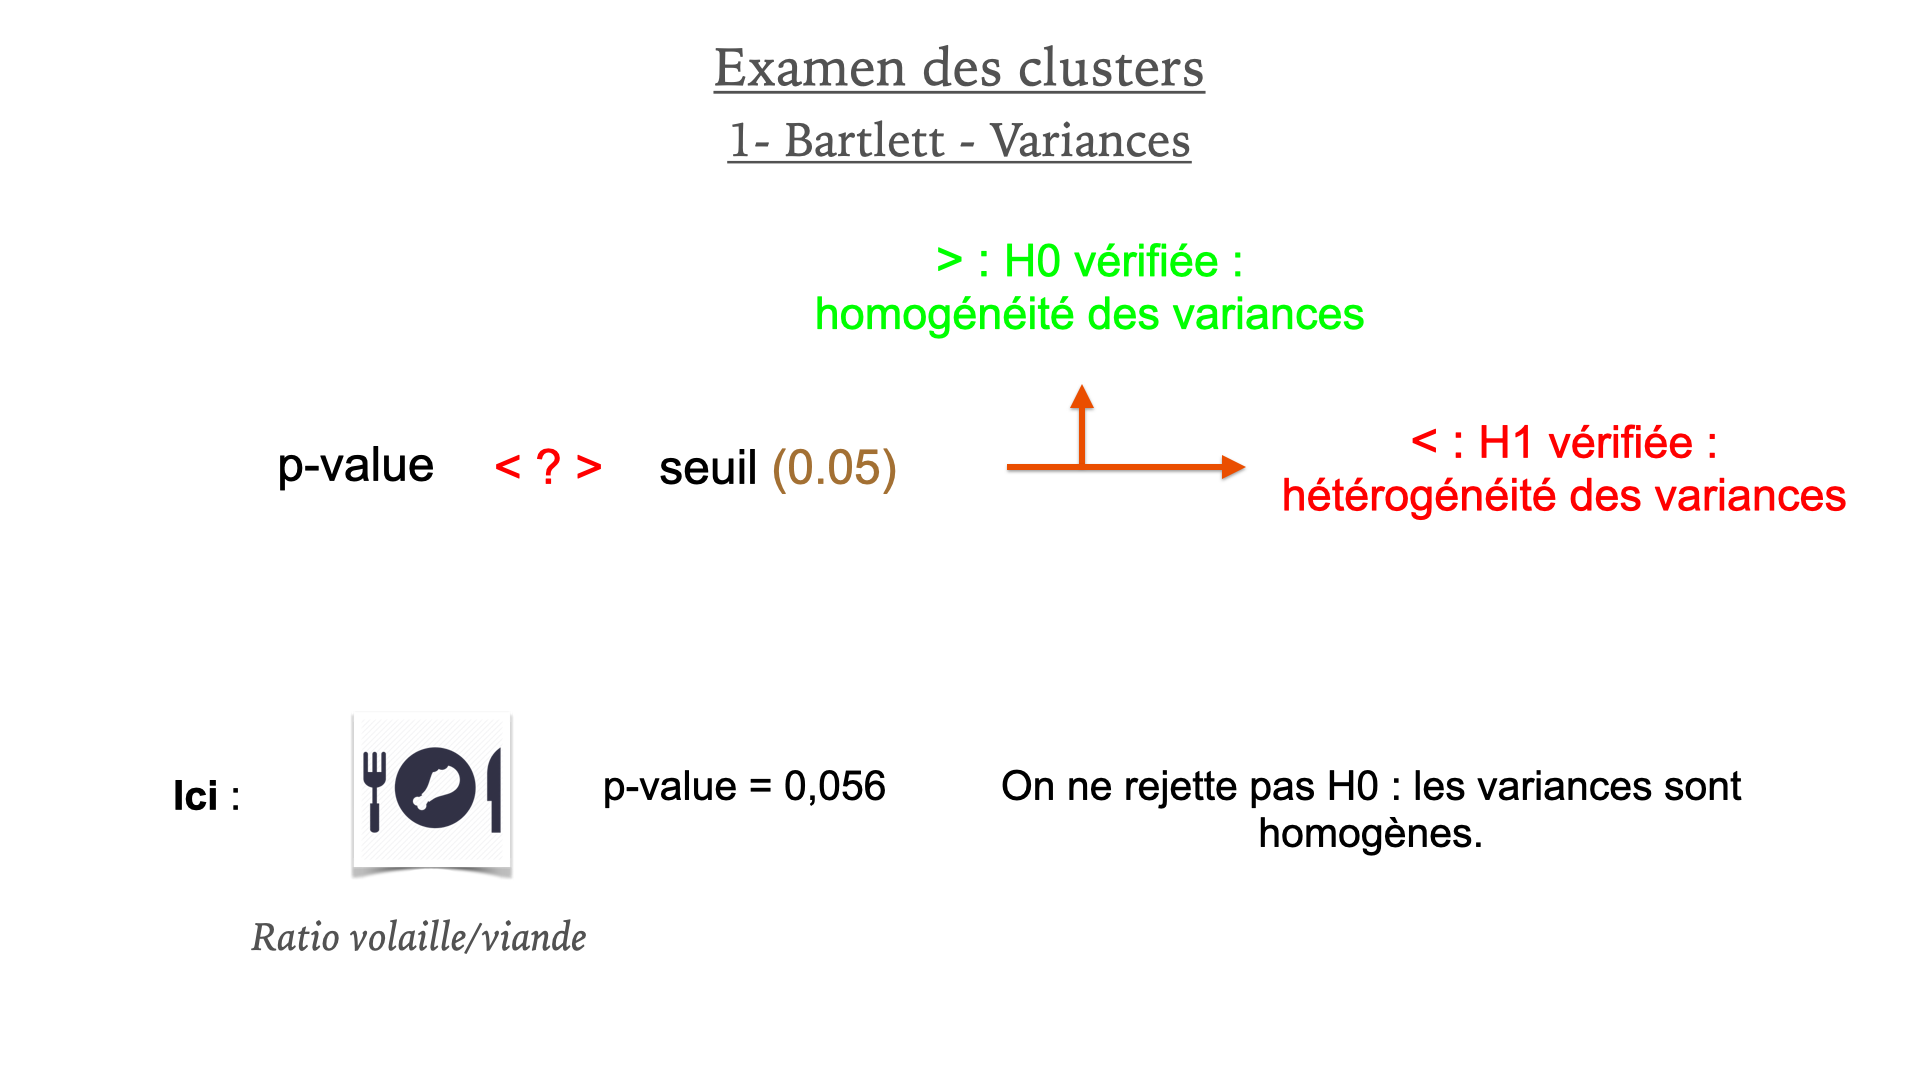 Examen des clusters
1- Bartlett - Variances
> : H0 vérifiée :
homogénéité des variances
p-value < ? > seuil (0.05)
< : H1 vérifiée :
hétérogénéité des variances
Ici :
p-value = 0,056
On ne rejette pas H0 : les variances sont
homogènes.
Ratio volaille/viande